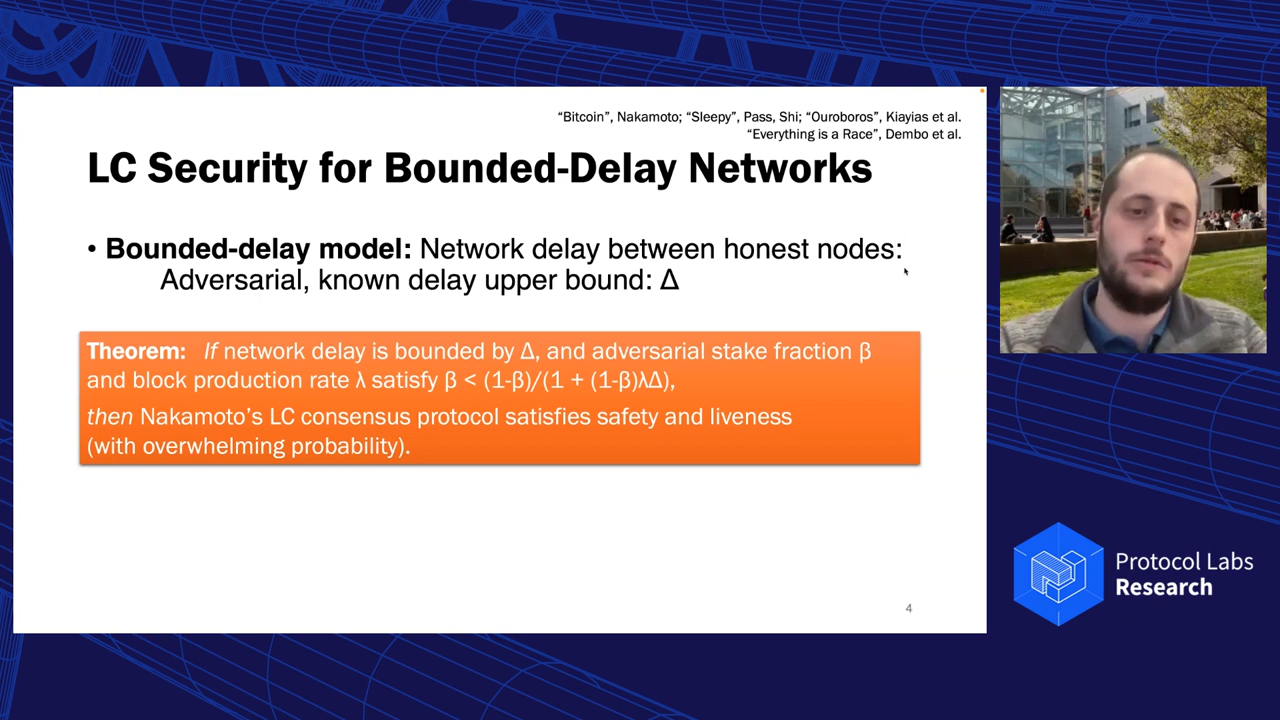 “Bitcoin”, Nakamoto; “Sleepy”, Pass, Shi; “Ouroboros”, Kiayias et al.
“Everything is a Race”, Dembo et al.
LC Security for Bounded-Delay Networks
• Bounded-delay model: Network delay between honest nodes:
Adversarial, known delay upper bound: Δ
Theorem: If network delay is bounded by Δ, and adversarial stake fraction β
and block production rate λ satisfy β < (1-β)/(1 + (1-β)λΔ),
then Nakamoto’s LC consensus protocol satisfies safety and liveness
(with overwhelming probability).
4
Protocol Labs
Research